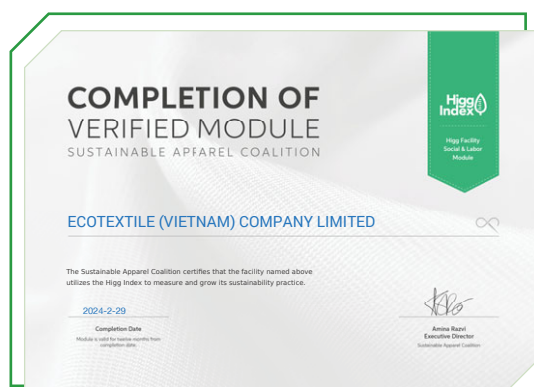 COMPLETION OF
VERIFIED MODULE
SUSTAINABLE APPAREL COALITION
Higg
Index
Higg Facility
Social & Labor
Module
ECOTEXTILE (VIETNAM) COMPANY LIMITED
The Sustainable Apparel Coalition certifies that the facility named above
utilizes the Higg Index to measure and grow its sustainability practice.
2024-2-29
Completion Date
Module is valid for twelve months from
completion date.
Amina Razvi
Executive Director
Sustainable Apparel Coalition